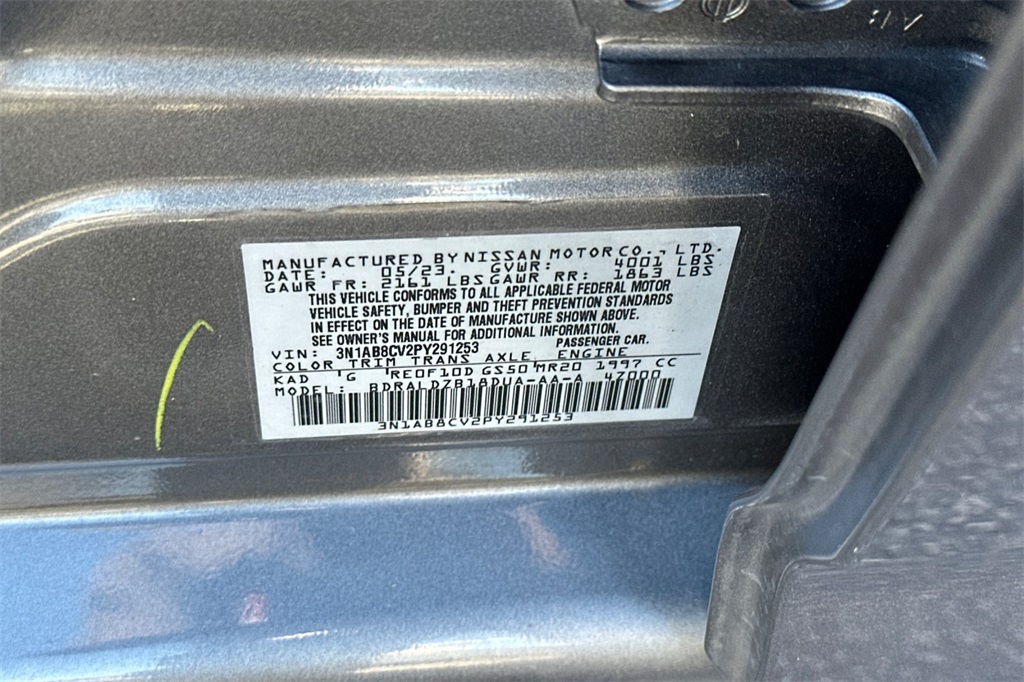 MANUFACTURED BY NISSAN MOTOR CO., LTD.
DATE: 05/23. GVWR: 4001 LBS
GAWR FR: 2161 LBS GAWR RR: 1863 LBS
THIS VEHICLE CONFORMS TO ALL APPLICABLE FEDERAL MOTOR
VEHICLE SAFETY, BUMPER AND THEFT PREVENTION STANDARDS
IN EFFECT ON THE DATE OF MANUFACTURE SHOWN ABOVE.
SEE OWNER'S MANUAL FOR ADDITIONAL INFORMATION.
VIN: 3N1AB8CV2PY291253 PASSENGER CAR.
COLOR TRIM TRANS AXLE ENGINE
KAD 'G 'RE0F10D GS50'MR20 1997 CC
MODEL: BDRALDZB18DUA-AA-A 47000
3N1AB8CV2PY291253